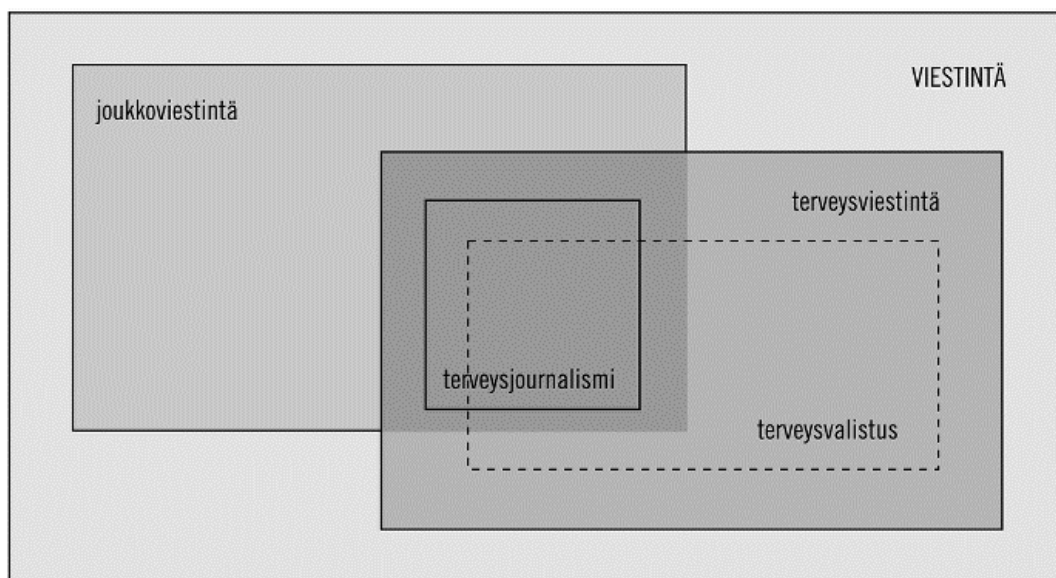 VIESTINTÄ
joukkoviestintä
terveysviestintä
terveysjournalismi
terveysvalistus